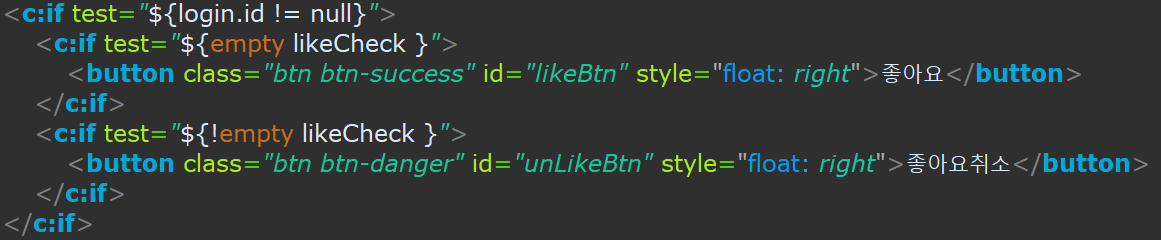 <c:if test="${login.id != null}">
<c:if test="${empty likeCheck }">
<button class="btn btn-success" id="likeBtn" style="float: right">좋아요</button>
</c:if>
<c:if test="${!empty likeCheck }">
<button class="btn btn-danger" id="unLikeBtn" style="float: right">좋아요취소</button>
</c:if>
</c:if>